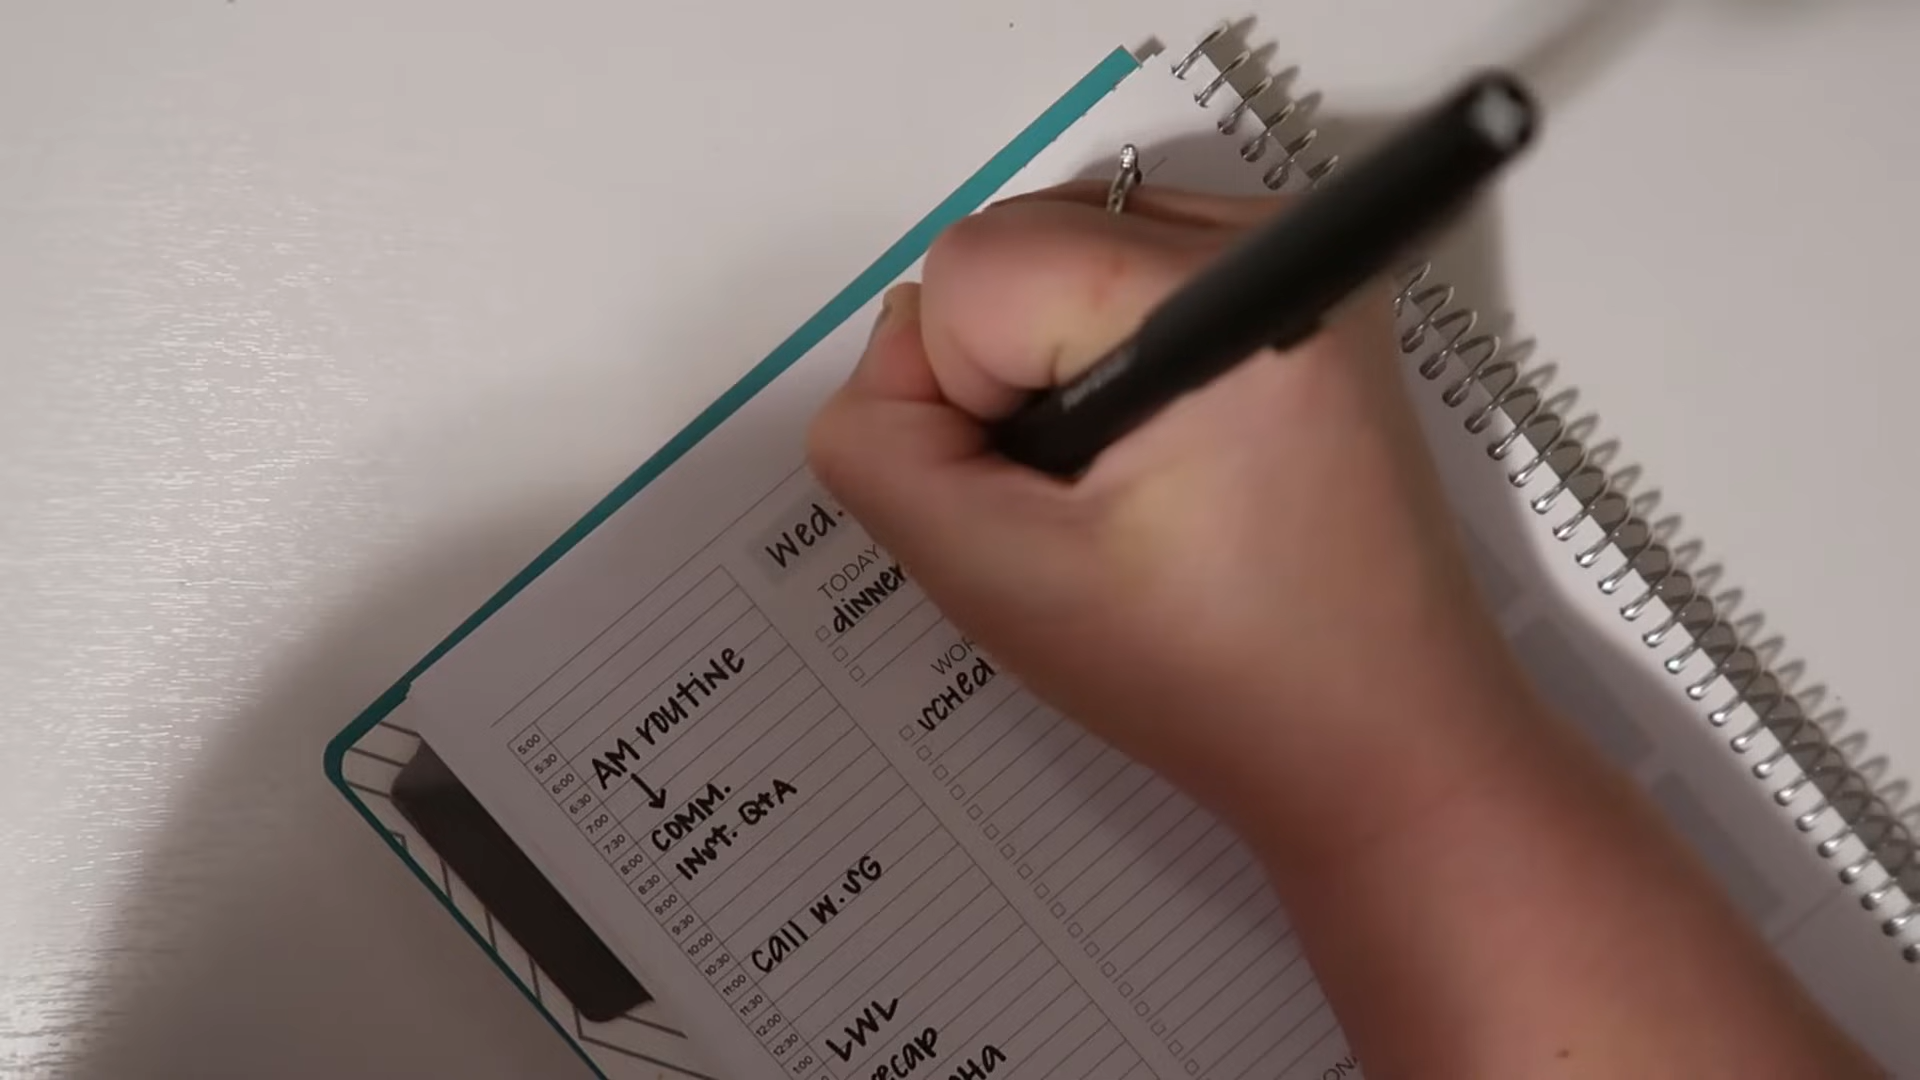 Wed.
TODAY
dinner
WOR
sched
5:00
5:30
6:00
6:30
7:00
7:30
8:00
8:30
9:00
9:30
10:00
10:30
11:00
11:30
12:00
12:30
1:00
AM routine
comm.
Inst. Q+A
call w. SG
LWL
recap